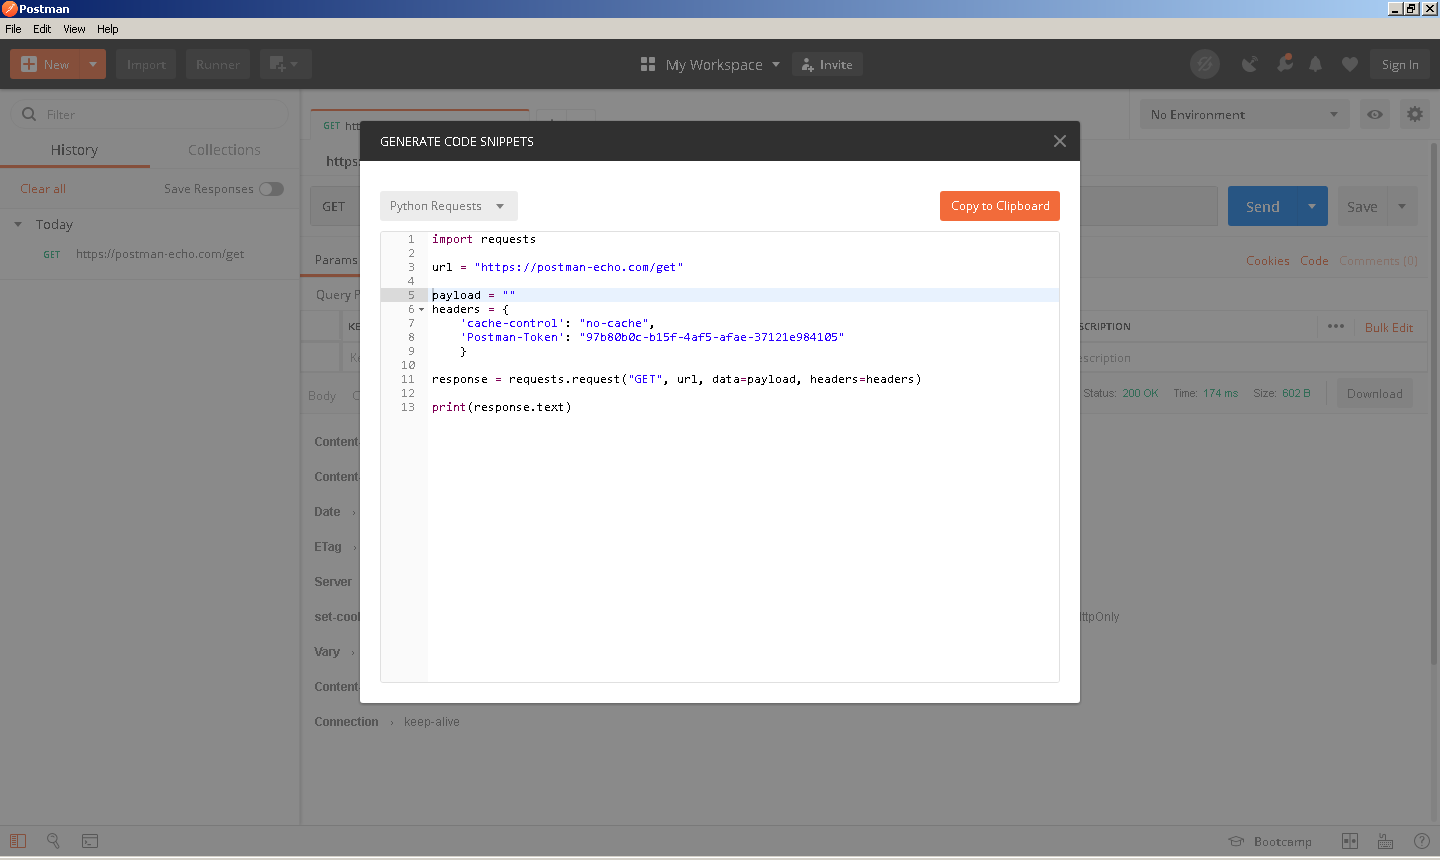 Postman
File Edit View Help
New Import Runner My Workspace Invite Sign In
Filter
History Collections
Clear all Save Responses
Today
GET https://postman-echo.com/get
GET htt
No Environment
https:
GET Send Save
Params Cookies Code Comments (0)
Query P
KE SCRIPTION Bulk Edit
Ke escription
Body C Status: 200 OK Time: 174 ms Size: 602 B Download
Content
Content
Date
ETag
Server
set-cool ttpOnly
Vary
Content
Connection keep-alive
GENERATE CODE SNIPPETS
Python Requests Copy to Clipboard
1 import requests
2
3 url = "https://postman-echo.com/get"
4
5 payload = ""
6 headers = {
7 'cache-control': "no-cache",
8 'Postman-Token': "97b80b0c-b15f-4af5-afae-37121e984105"
9 }
10
11 response = requests.request("GET", url, data=payload, headers=headers)
12
13 print(response.text)
Bootcamp